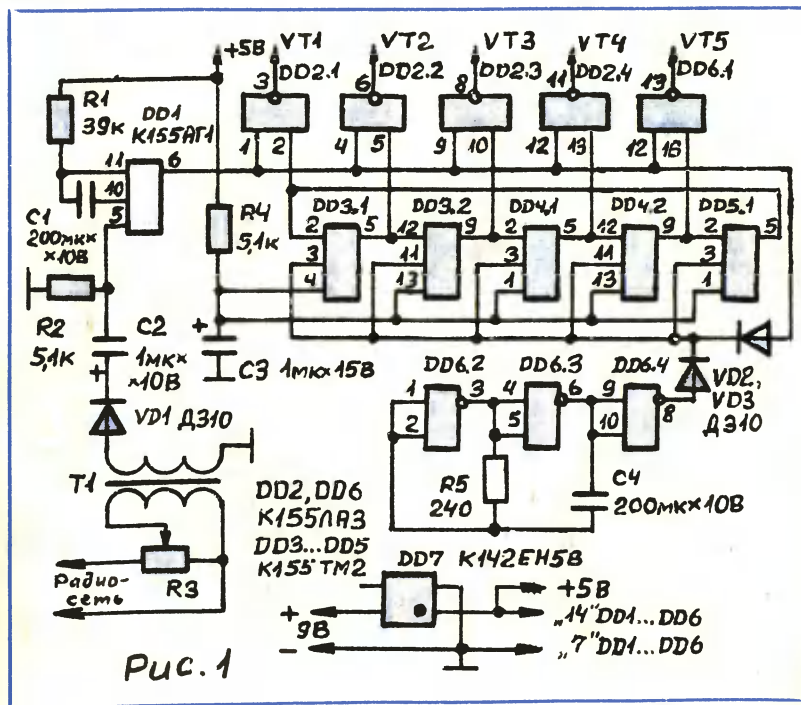 +5В
VT1 VT2 VT3 VT4 VT5
3 DD2.1 6 DD2.2 8 DD2.3 11 DD2.4 13 DD6.1
R1
39к
DD1
К155АГ1
1 2 4 5 9 10 12 13 12 16
11 6
10
5
C1
200мк×
×10В
R4
5,1к
DD3.1 DD3.2 DD4.1 DD4.2 DD5.1
2 5 12 9 2 5 12 9 2 5
3 11 3 11 3
4 13 1 13 1
R2
5,1к
C2
1мк×
×10В
+
+
C3 1мк×15В
DD6.2 DD6.3 DD6.4
1 3 4 6 9
2 5 10 8
VD2,
VD3
ДЭ10
VD1 ДЭ10
T1
R5
240
C4
200мк×10В
DD2, DD6
К155ЛА3
DD3...DD5
К155ТМ2
R3
Радио-
сеть
DD7 К142ЕН5В
+5В
+
9В
-
„14" DD1...DD6
„7" DD1...DD6
Рис. 1